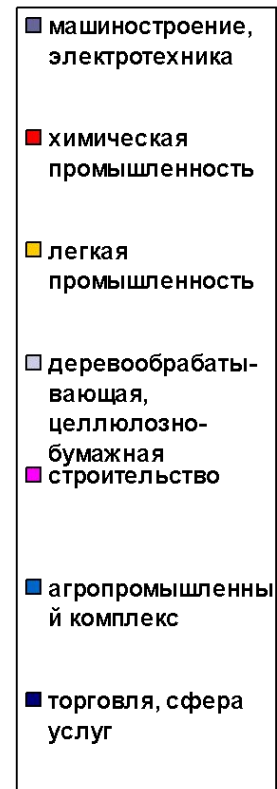 машиностроение,
электротехника
химическая
промышленность
легкая
промышленность
деревообрабаты-
вающая,
целлюлозно-
бумажная
строительство
агропромышленны
й комплекс
торговля, сфера
услуг